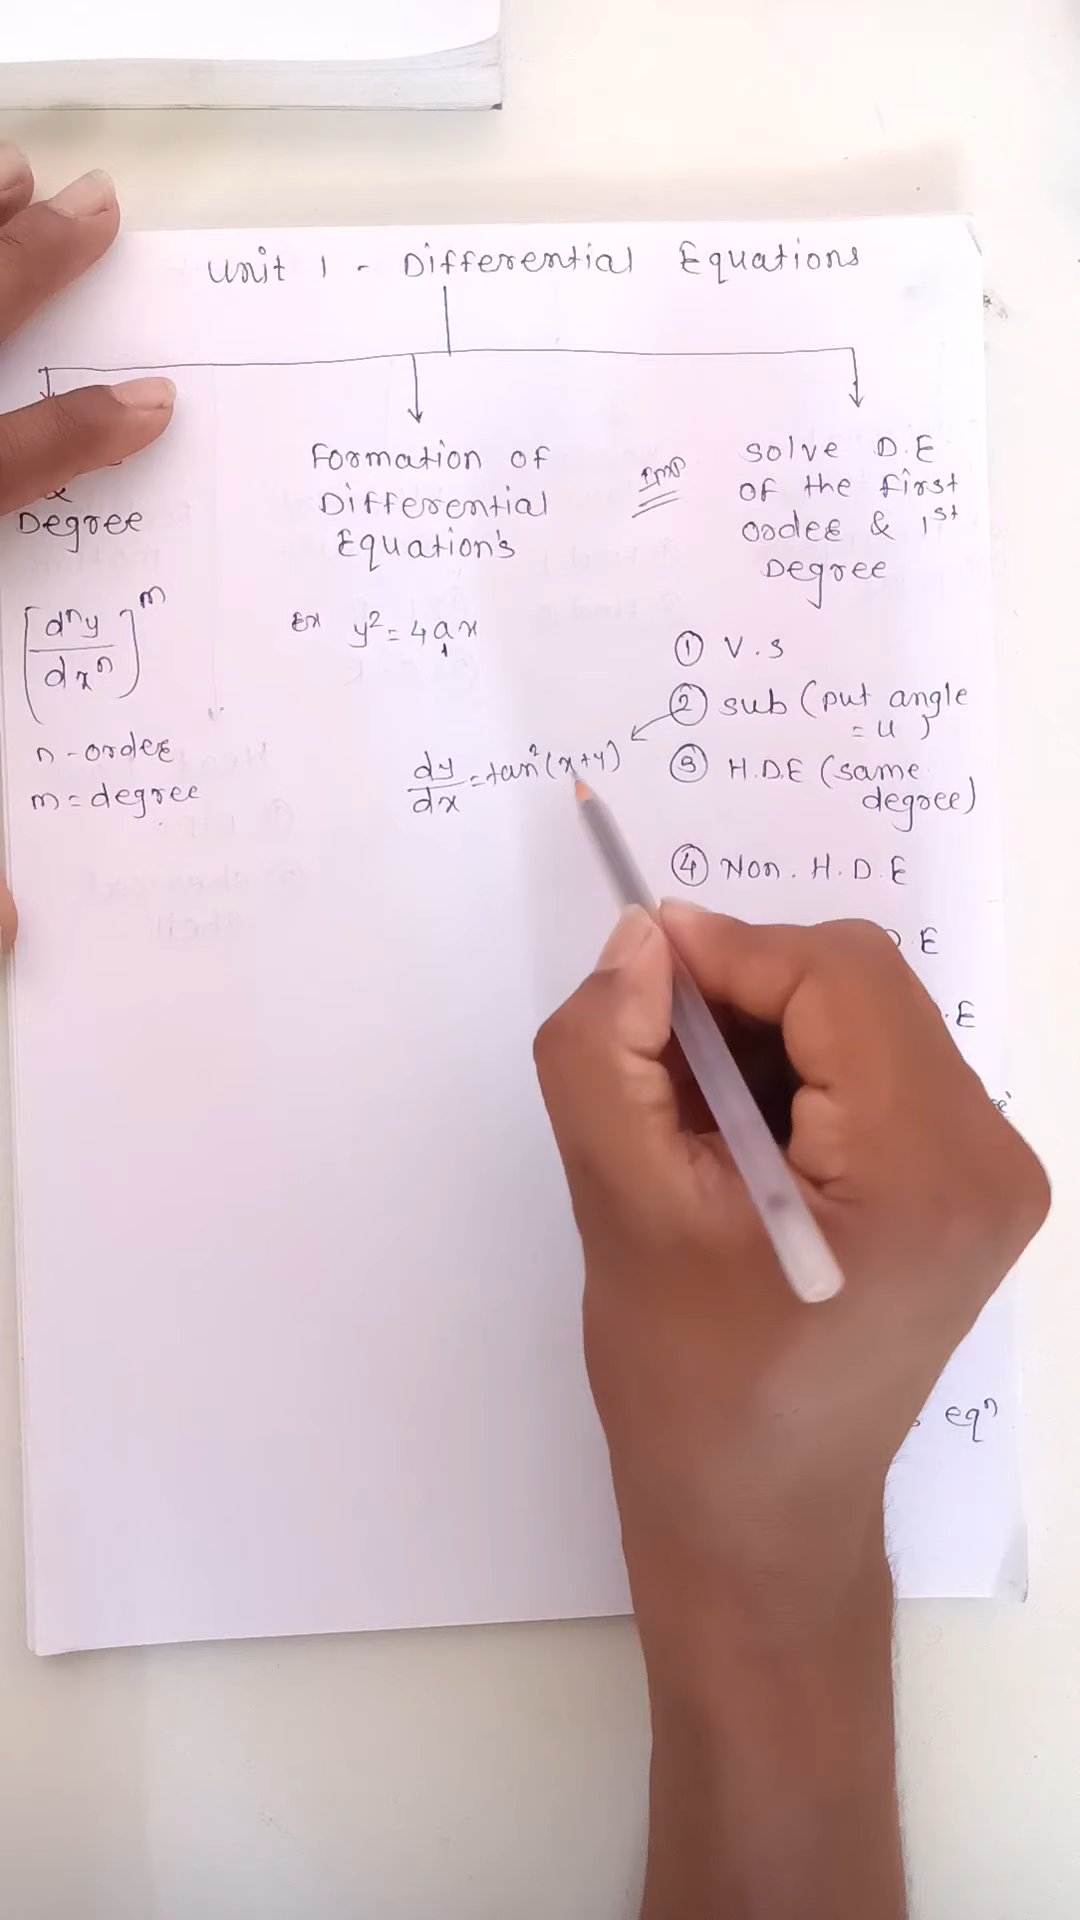 Unit 1 - Differential Equations
&
Degree
[dⁿy/dxⁿ]ᵐ
n - order
m = degree
Formation of
Differential
Equation's
Ex y² = 4ax
Imp
Solve D.E
of the first
order & 1st
Degree
① V.S
② sub (put angle
= u)
dy/dx = tan²(x+y)
③ H.D.E (same
degree)
④ Non. H.D.E
D.E
.E
eqⁿ